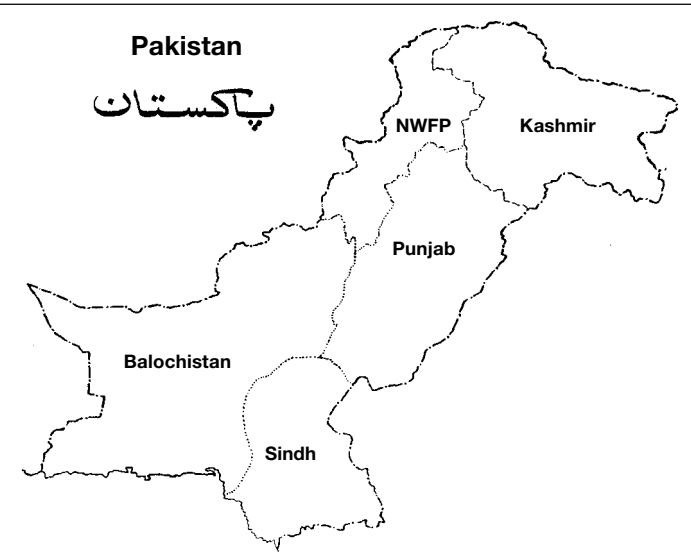 Pakistan
پاکستان
NWFP
Kashmir
Punjab
Balochistan
Sindh